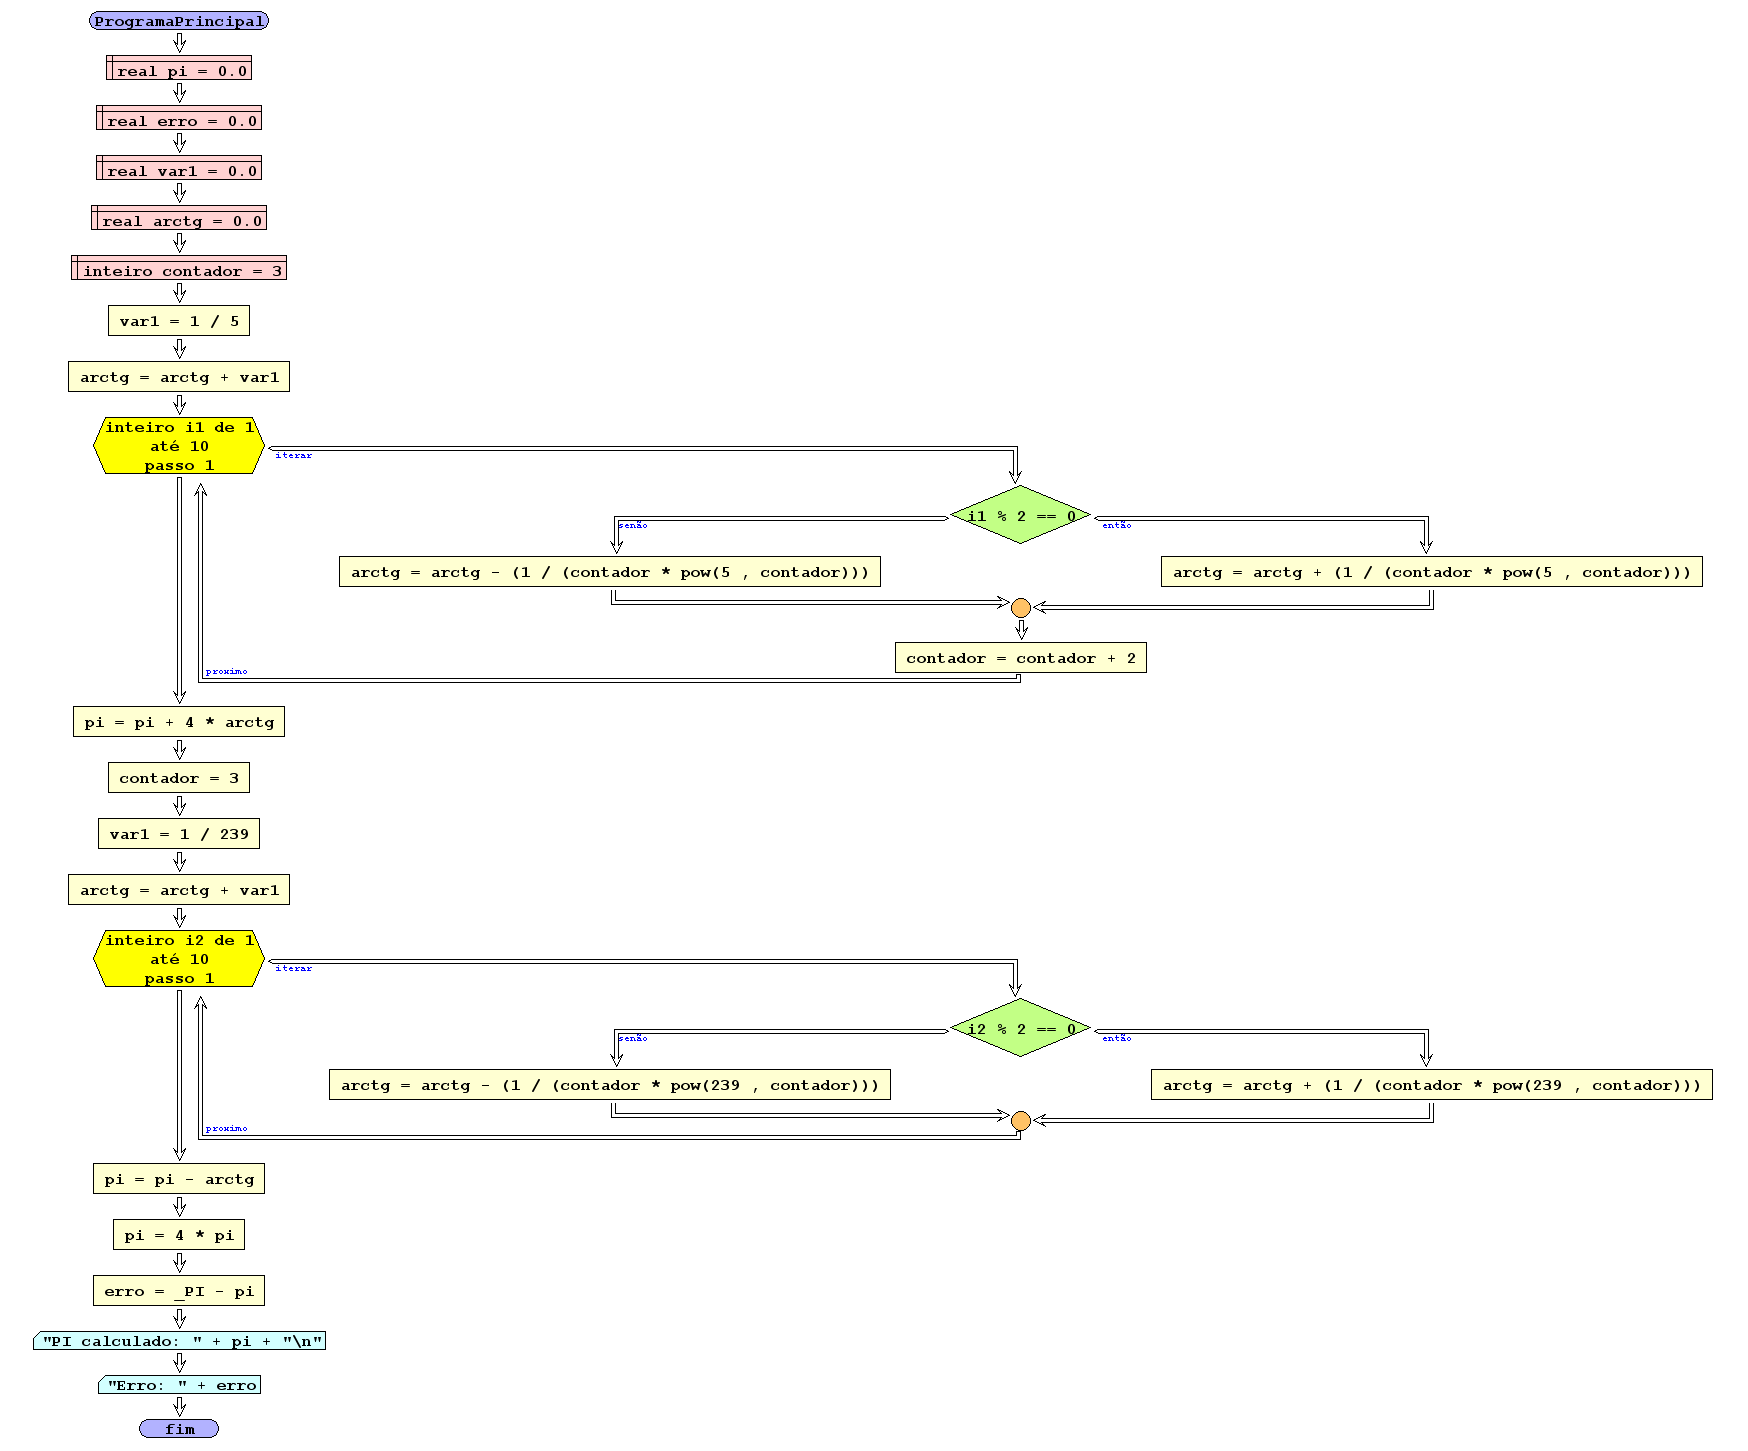 ProgramaPrincipal
real pi = 0.0
real erro = 0.0
real var1 = 0.0
real arctg = 0.0
inteiro contador = 3
var1 = 1 / 5
arctg = arctg + var1
inteiro i1 de 1
até 10
passo 1
iterar
i1 % 2 == 0
senão
então
arctg = arctg - (1 / (contador * pow(5 , contador)))
arctg = arctg + (1 / (contador * pow(5 , contador)))
contador = contador + 2
proximo
pi = pi + 4 * arctg
contador = 3
var1 = 1 / 239
arctg = arctg + var1
inteiro i2 de 1
até 10
passo 1
iterar
i2 % 2 == 0
senão
então
arctg = arctg - (1 / (contador * pow(239 , contador)))
arctg = arctg + (1 / (contador * pow(239 , contador)))
proximo
pi = pi - arctg
pi = 4 * pi
erro = _PI - pi
"PI calculado: " + pi + "\n"
"Erro: " + erro
fim